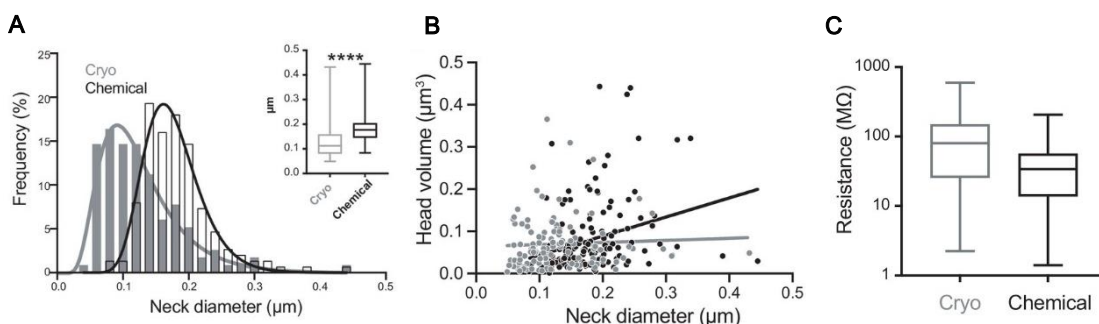 A
25
20
15
10
5
0
Frequency (%)
Cryo
Chemical
0.0 0.1 0.2 0.3 0.4 0.5
Neck diameter (μm)
0.5
0.4
0.3
0.2
0.1
0.0
μm
****
Cryo
Chemical
B
0.5
0.4
0.3
0.2
0.1
0.0
Head volume (μm³)
0.0 0.1 0.2 0.3 0.4 0.5
Neck diameter (μm)
C
1000
100
10
1
Resistance (MΩ)
Cryo Chemical